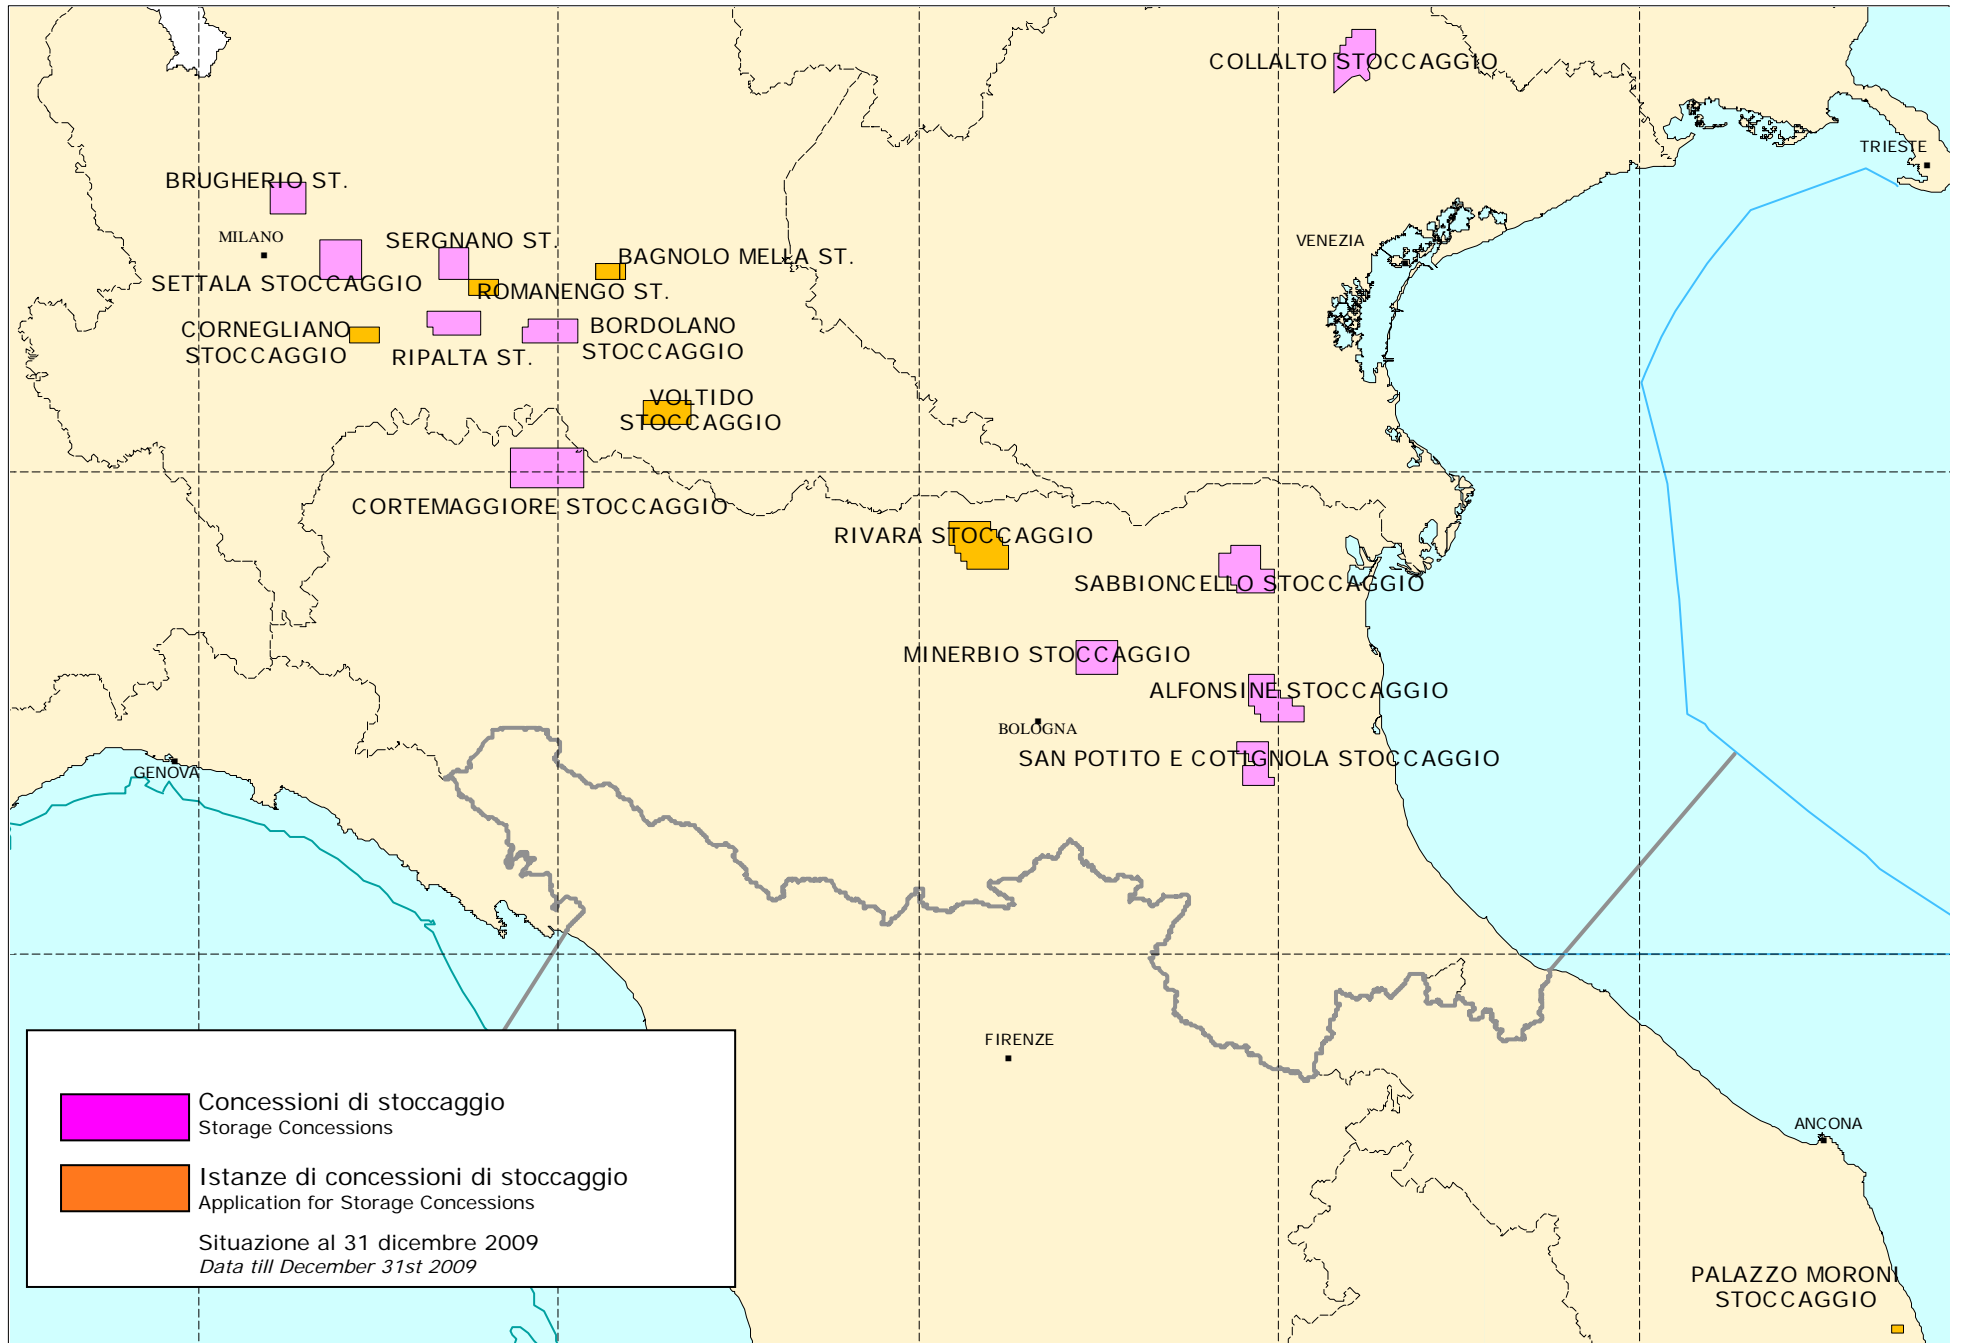 COLLALTO STOCCAGGIO
TRIESTE
BRUGHERIO ST.
MILANO
SERGNANO ST.
VENEZIA
BAGNOLO MELLA ST.
SETTALA STOCCAGGIO
ROMANENGO ST.
CORNEGLIANO
STOCCAGGIO
BORDOLANO
STOCCAGGIO
RIPALTA ST.
VOLTIDO
STOCCAGGIO
CORTEMAGGIORE STOCCAGGIO
RIVARA STOCCAGGIO
SABBIONCELLO STOCCAGGIO
MINERBIO STOCCAGGIO
ALFONSINE STOCCAGGIO
BOLOGNA
SAN POTITO E COTIGNOLA STOCCAGGIO
GENOVA
FIRENZE
Concessioni di stoccaggio
Storage Concessions
ANCONA
Istanze di concessioni di stoccaggio
Application for Storage Concessions
Situazione al 31 dicembre 2009
Data till December 31st 2009
PALAZZO MORONI
STOCCAGGIO